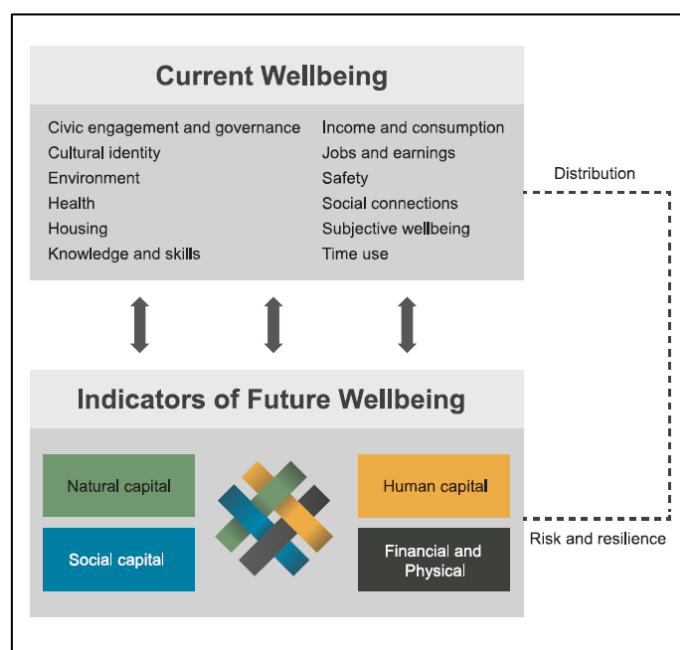 Current Wellbeing
Civic engagement and governance
Cultural identity
Environment
Health
Housing
Knowledge and skills
Income and consumption
Jobs and earnings
Safety
Social connections
Subjective wellbeing
Time use
Distribution
Indicators of Future Wellbeing
Natural capital
Human capital
Social capital
Financial and
Physical
Risk and resilience